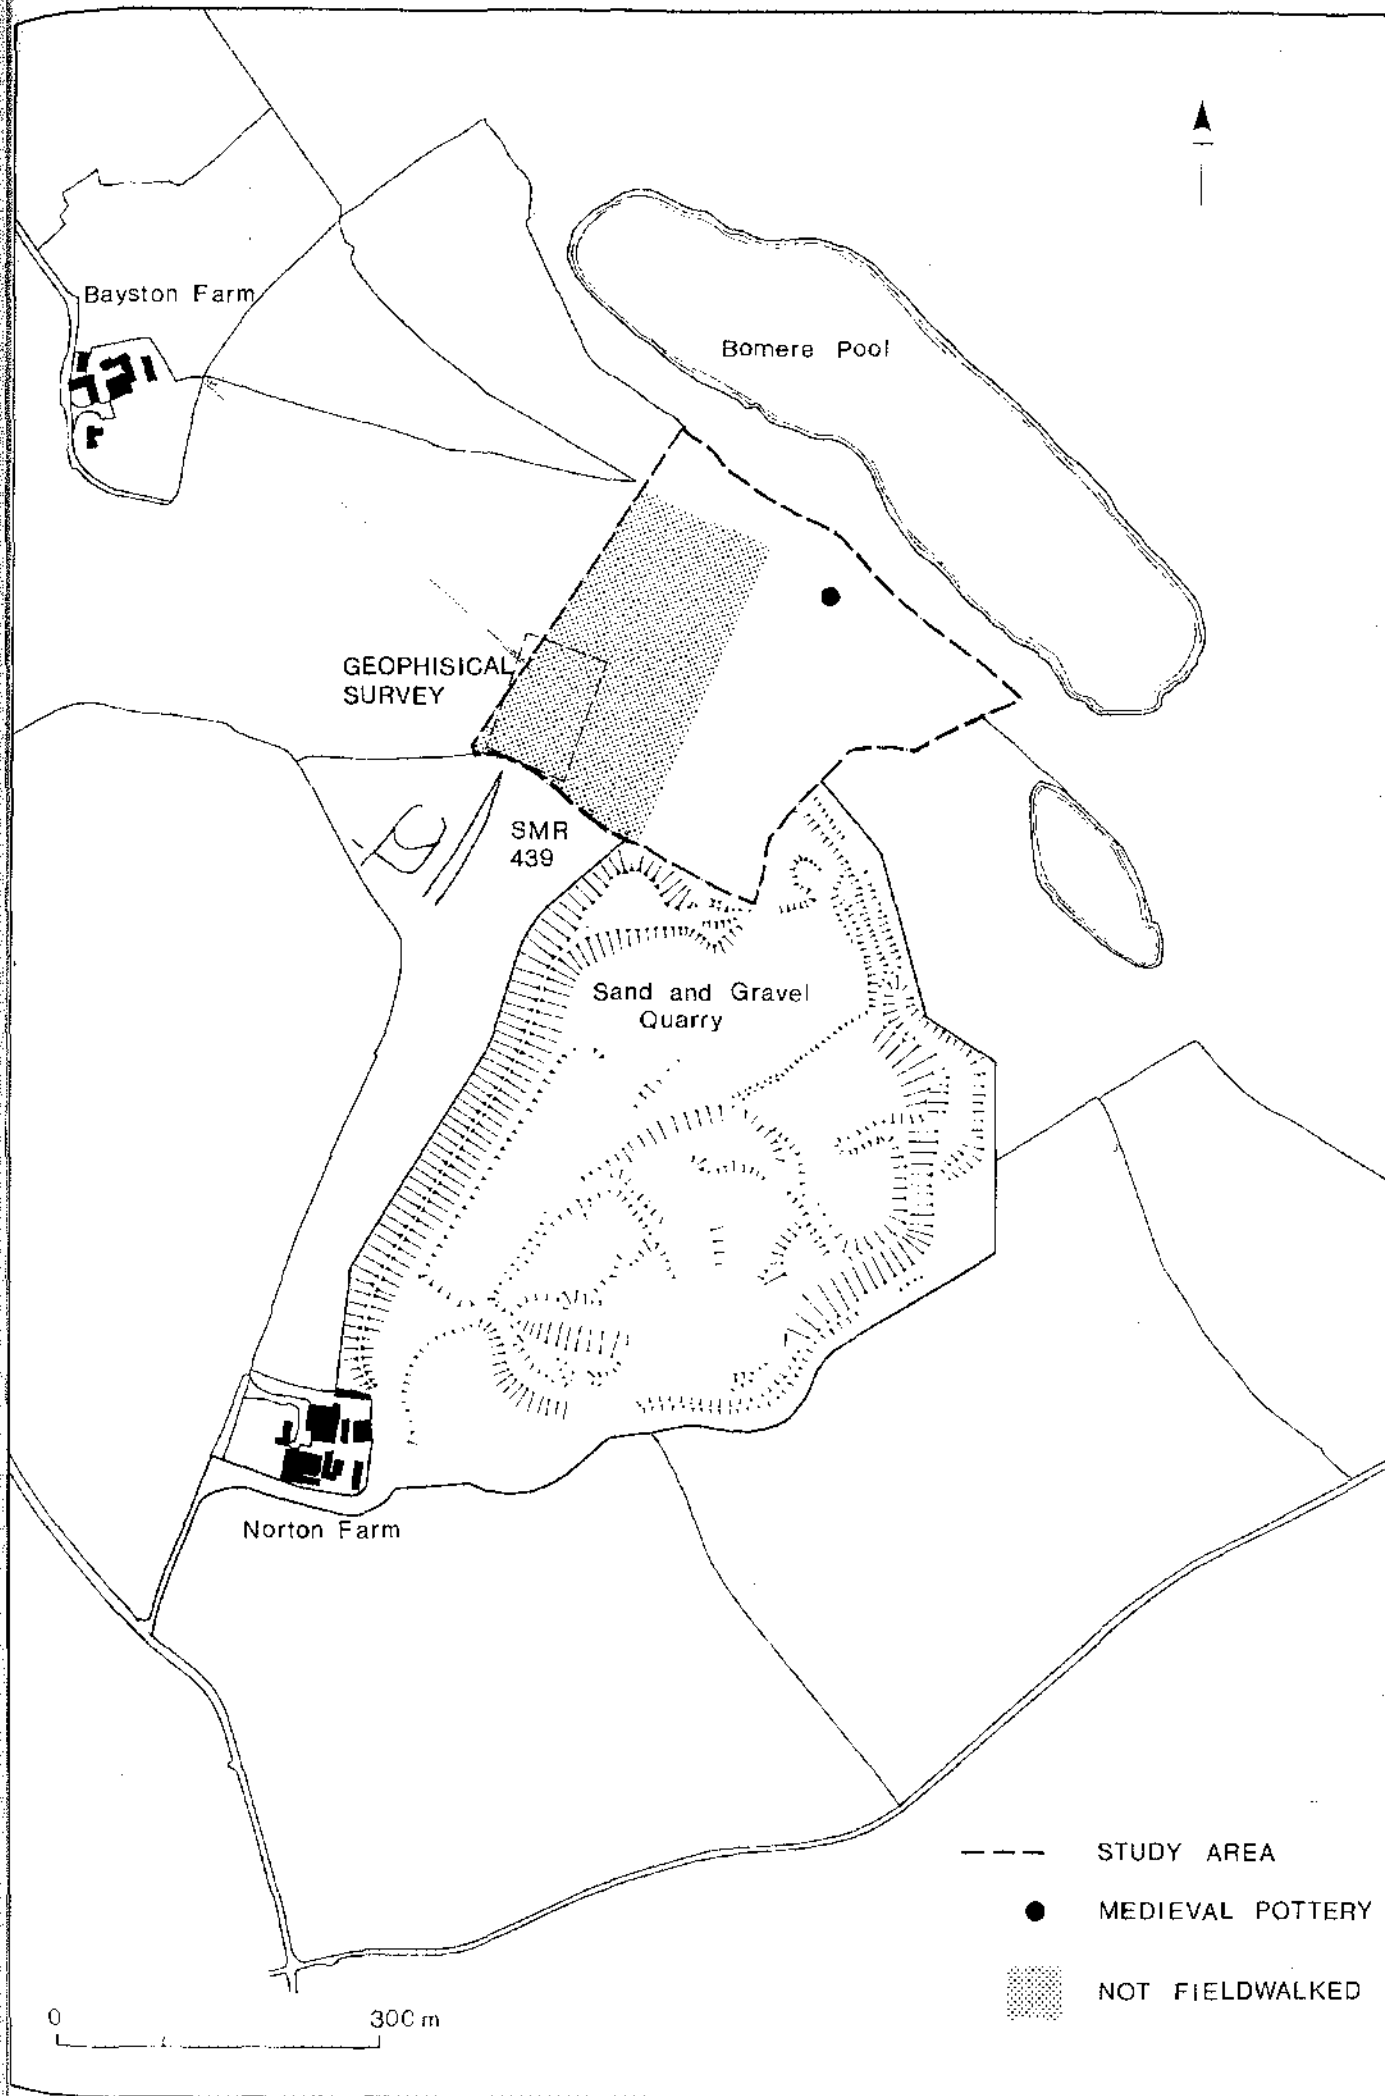 Bayston Farm
Bomere Pool
GEOPHISICAL
SURVEY
SMR
439
Sand and Gravel
Quarry
Norton Farm
STUDY AREA
MEDIEVAL POTTERY
NOT FIELDWALKED
0 300 m